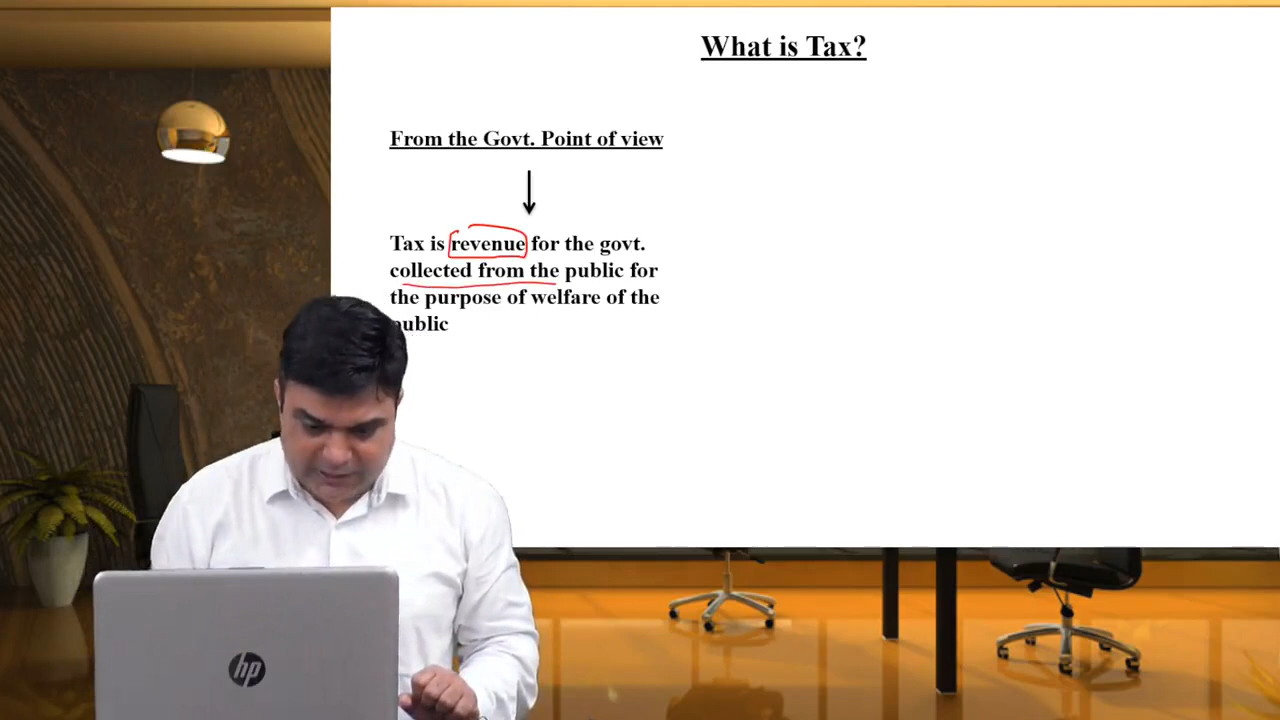 What is Tax?
From the Govt. Point of view
Tax is revenue for the govt.
collected from the public for
the purpose of welfare of the
public
hp